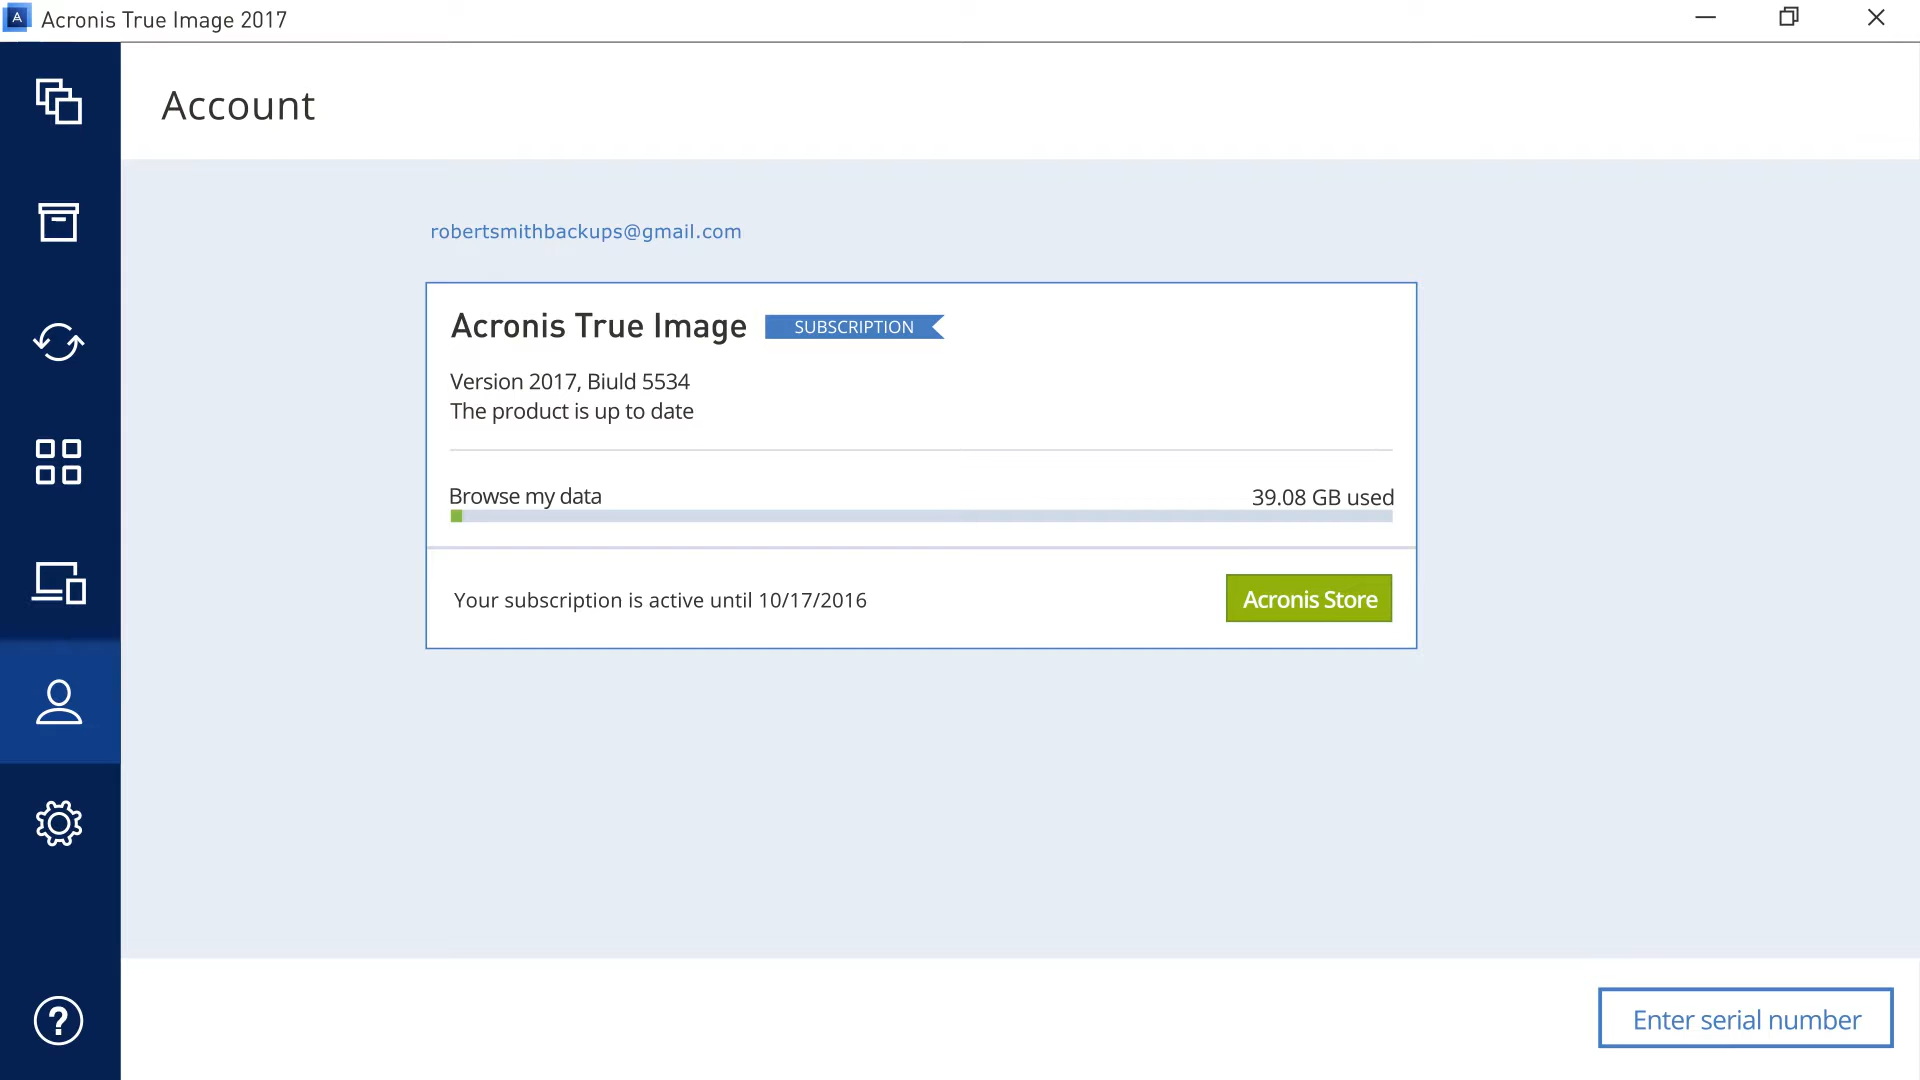 A Acronis True Image 2017
Account
robertsmithbackups@gmail.com
Acronis True Image SUBSCRIPTION
Version 2017, Biuld 5534
The product is up to date
Browse my data 39.08 GB used
Your subscription is active until 10/17/2016 Acronis Store
?
Enter serial number